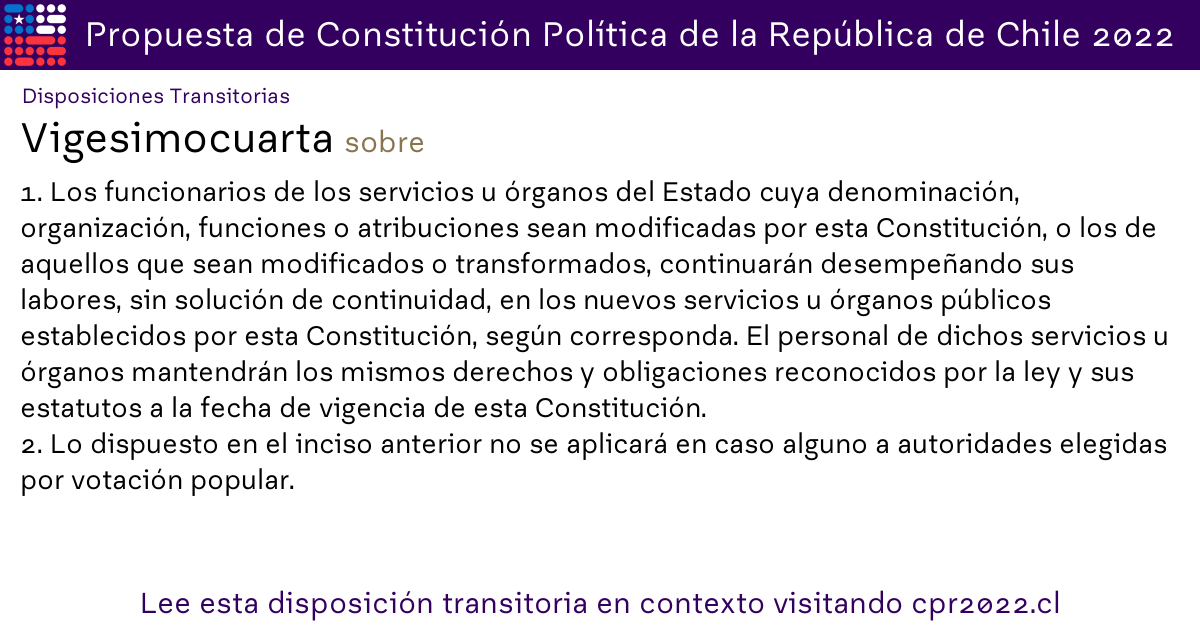 Propuesta de Constitución Política de la República de Chile 2022
Disposiciones Transitorias
Vigesimocuarta sobre
1. Los funcionarios de los servicios u órganos del Estado cuya denominación,
organización, funciones o atribuciones sean modificadas por esta Constitución, o los de
aquellos que sean modificados o transformados, continuarán desempeñando sus
labores, sin solución de continuidad, en los nuevos servicios u órganos públicos
establecidos por esta Constitución, según corresponda. El personal de dichos servicios u
órganos mantendrán los mismos derechos y obligaciones reconocidos por la ley y sus
estatutos a la fecha de vigencia de esta Constitución.
2. Lo dispuesto en el inciso anterior no se aplicará en caso alguno a autoridades elegidas
por votación popular.
Lee esta disposición transitoria en contexto visitando cpr2022.cl